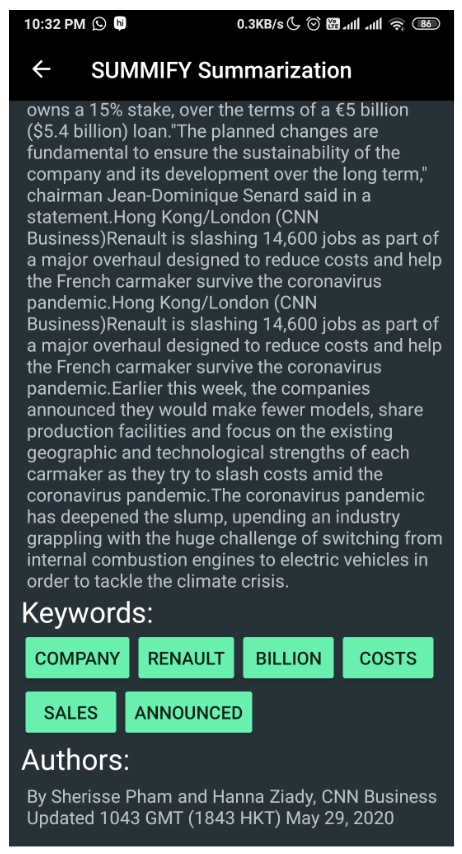 10:32 PM hi 0.3KB/s Vo LTE 86
SUMMIFY Summarization
owns a 15% stake, over the terms of a €5 billion
($5.4 billion) loan."The planned changes are
fundamental to ensure the sustainability of the
company and its development over the long term,"
chairman Jean-Dominique Senard said in a
statement.Hong Kong/London (CNN
Business)Renault is slashing 14,600 jobs as part of
a major overhaul designed to reduce costs and help
the French carmaker survive the coronavirus
pandemic.Hong Kong/London (CNN
Business)Renault is slashing 14,600 jobs as part of
a major overhaul designed to reduce costs and help
the French carmaker survive the coronavirus
pandemic.Earlier this week, the companies
announced they would make fewer models, share
production facilities and focus on the existing
geographic and technological strengths of each
carmaker as they try to slash costs amid the
coronavirus pandemic.The coronavirus pandemic
has deepened the slump, upending an industry
grappling with the huge challenge of switching from
internal combustion engines to electric vehicles in
order to tackle the climate crisis.
Keywords:
COMPANY RENAULT BILLION COSTS
SALES ANNOUNCED
Authors:
By Sherisse Pham and Hanna Ziady, CNN Business
Updated 1043 GMT (1843 HKT) May 29, 2020